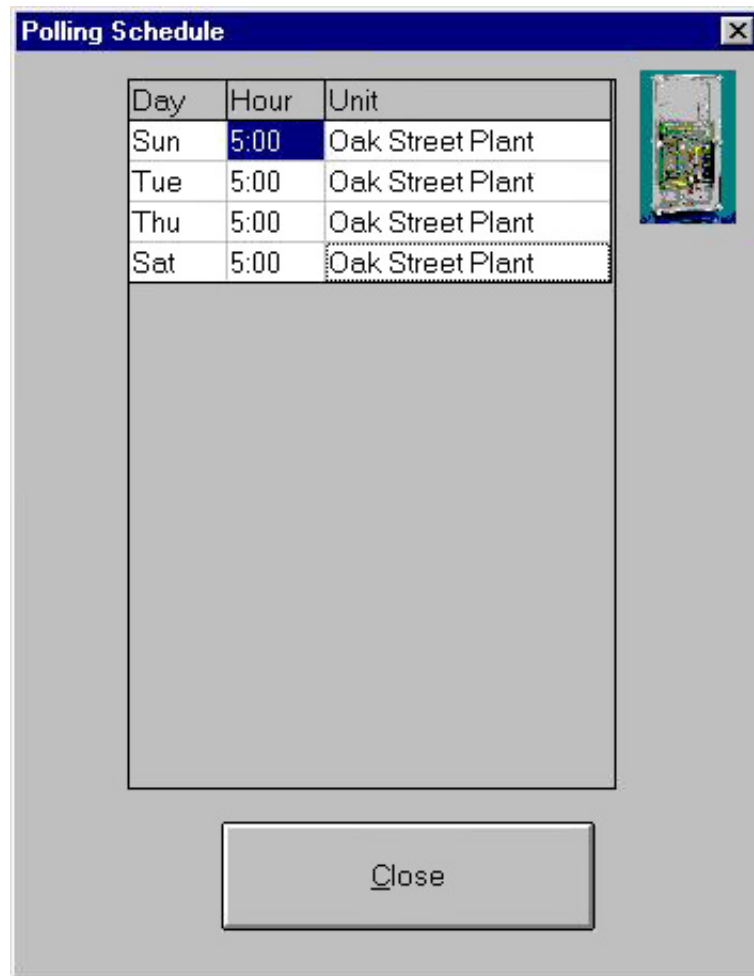 Polling Schedule
Day Hour Unit
Sun 5:00 Oak Street Plant
Tue 5:00 Oak Street Plant
Thu 5:00 Oak Street Plant
Sat 5:00 Oak Street Plant
Close